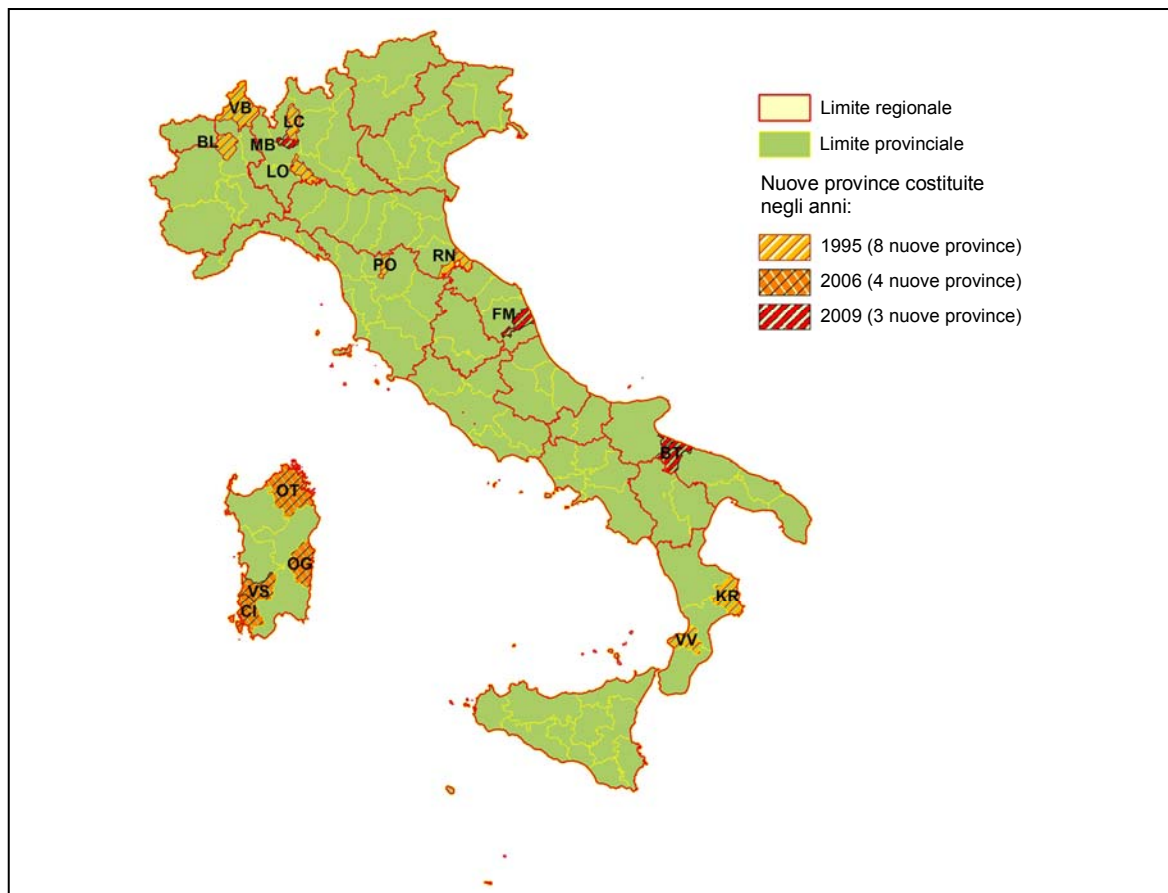 VB
LC
BL
MB
LO
PO
RN
FM
BT
OT
OG
VS
CI
KR
VV
Limite regionale
Limite provinciale
Nuove province costituite
negli anni:
1995 (8 nuove province)
2006 (4 nuove province)
2009 (3 nuove province)